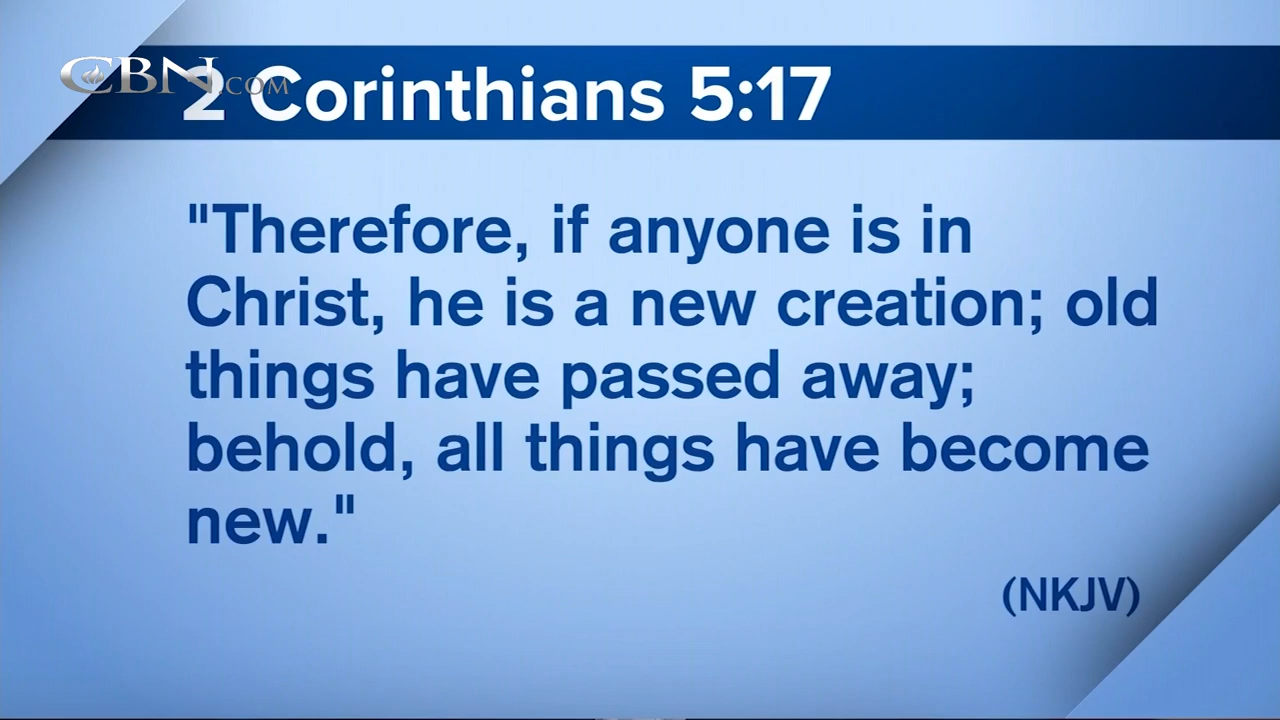 CBN.COM
2 Corinthians 5:17
"Therefore, if anyone is in
Christ, he is a new creation; old
things have passed away;
behold, all things have become
new."
(NKJV)